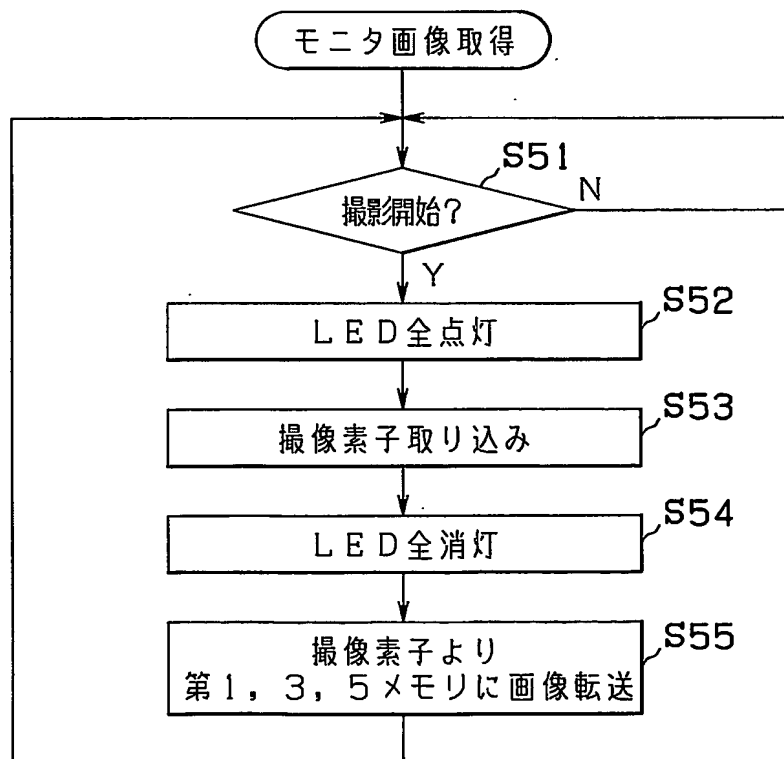 モニタ画像取得
S51
撮影開始?
N
Y
S52
LED全点灯
S53
撮像素子取り込み
S54
LED全消灯
S55
撮像素子より
第1,3,5メモリに画像転送